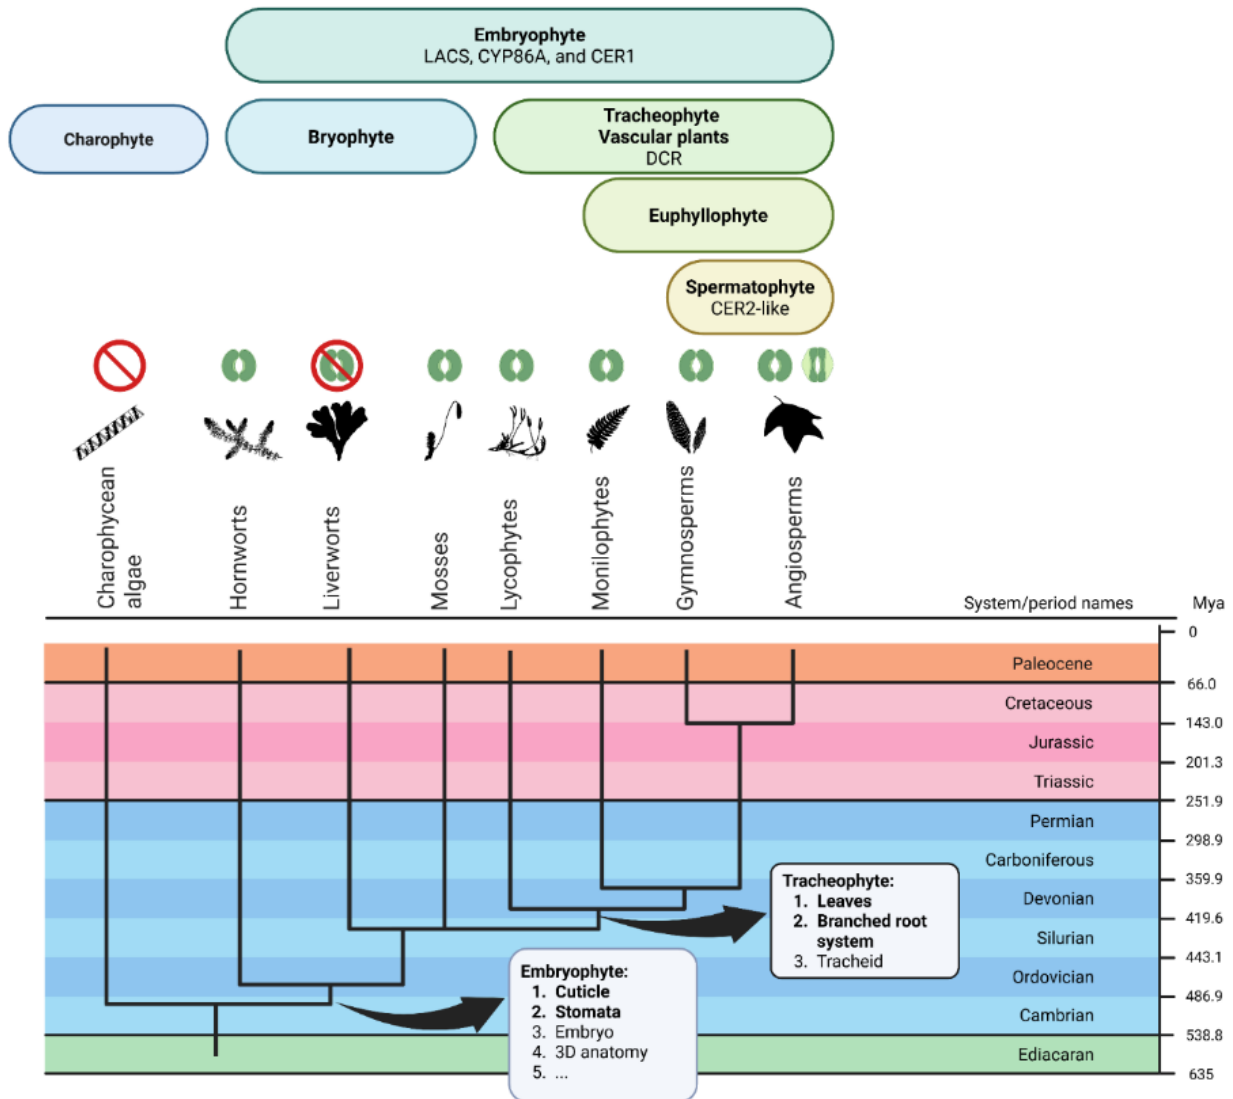 Embryophyte
LACS, CYP86A, and CER1
Charophyte
Bryophyte
Tracheophyte
Vascular plants
DCR
Euphyllophyte
Spermatophyte
CER2-like
Charophycean
algae
Hornworts
Liverworts
Mosses
Lycophytes
Monilophytes
Gymnosperms
Angiosperms
System/period names
Mya
0
Paleocene
66.0
Cretaceous
143.0
Jurassic
201.3
Triassic
251.9
Permian
298.9
Carboniferous
359.9
Devonian
419.6
Silurian
443.1
Ordovician
486.9
Cambrian
538.8
Ediacaran
635
Tracheophyte:
1. Leaves
2. Branched root
system
3. Tracheid
Embryophyte:
1. Cuticle
2. Stomata
3. Embryo
4. 3D anatomy
5. ...